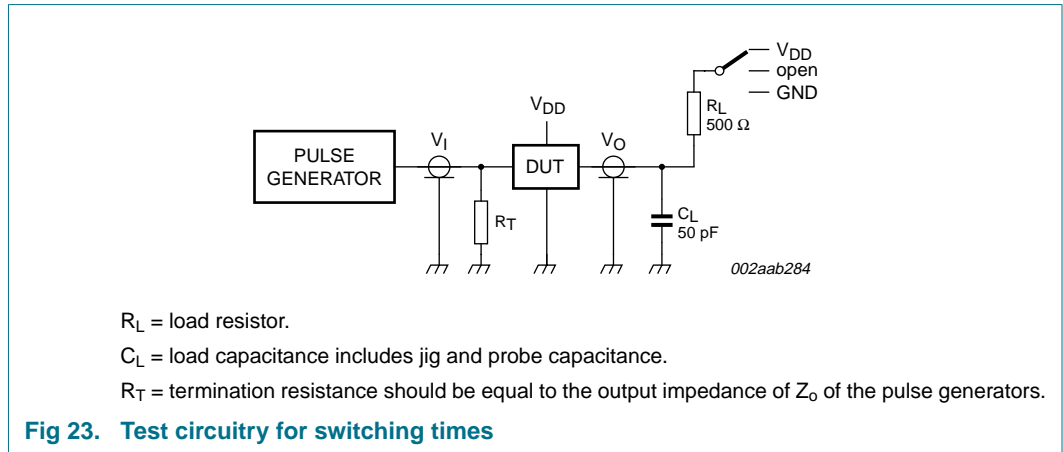 V_DD
open
GND
R_L
500 Ω
V_DD
V_I
V_O
PULSE
GENERATOR
DUT
R_T
C_L
50 pF
002aab284
R_L = load resistor.
C_L = load capacitance includes jig and probe capacitance.
R_T = termination resistance should be equal to the output impedance of Z_o of the pulse generators.
Fig 23. Test circuitry for switching times